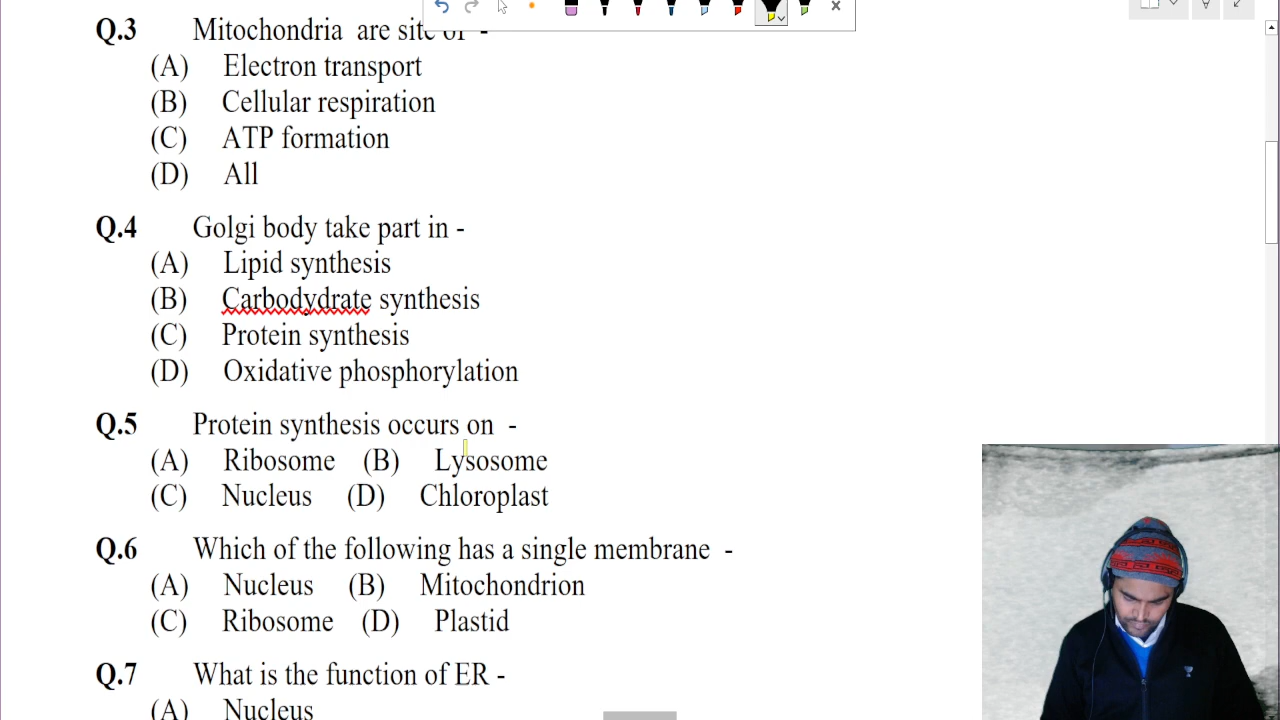 Q.3 Mitochondria are site of -
(A) Electron transport
(B) Cellular respiration
(C) ATP formation
(D) All
Q.4 Golgi body take part in -
(A) Lipid synthesis
(B) Carbodydrate synthesis
(C) Protein synthesis
(D) Oxidative phosphorylation
Q.5 Protein synthesis occurs on -
(A) Ribosome (B) Lysosome
(C) Nucleus (D) Chloroplast
Q.6 Which of the following has a single membrane -
(A) Nucleus (B) Mitochondrion
(C) Ribosome (D) Plastid
Q.7 What is the function of ER -
(A) Nucleus